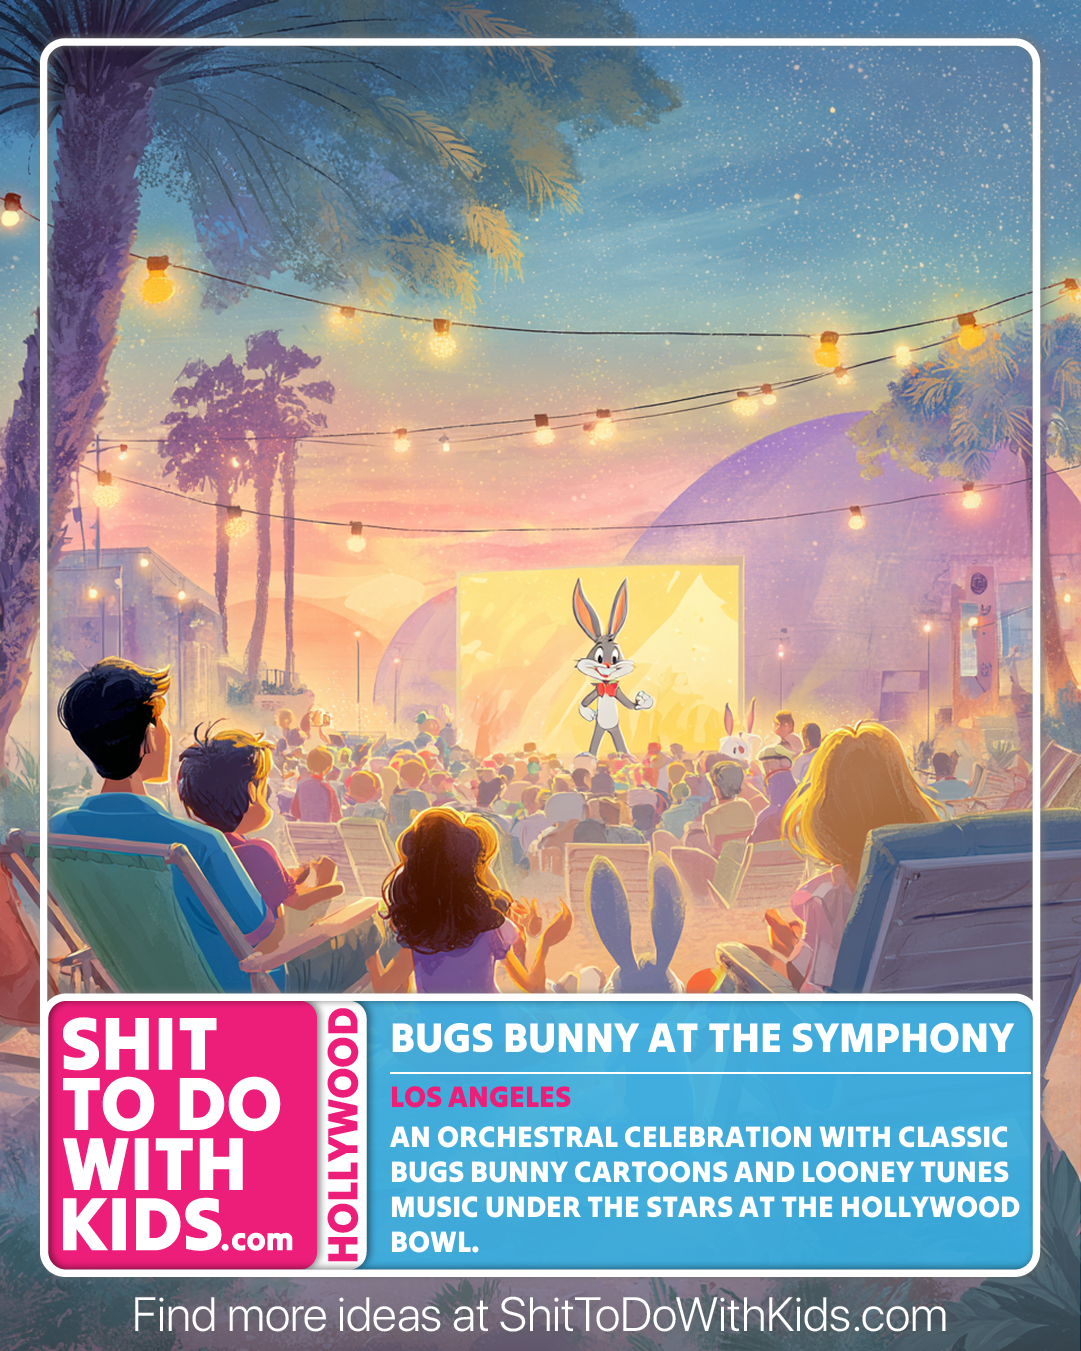 SHIT
TO DO
WITH
KIDS.com
HOLLYWOOD
BUGS BUNNY AT THE SYMPHONY
LOS ANGELES
AN ORCHESTRAL CELEBRATION WITH CLASSIC
BUGS BUNNY CARTOONS AND LOONEY TUNES
MUSIC UNDER THE STARS AT THE HOLLYWOOD
BOWL.
Find more ideas at ShitToDoWithKids.com